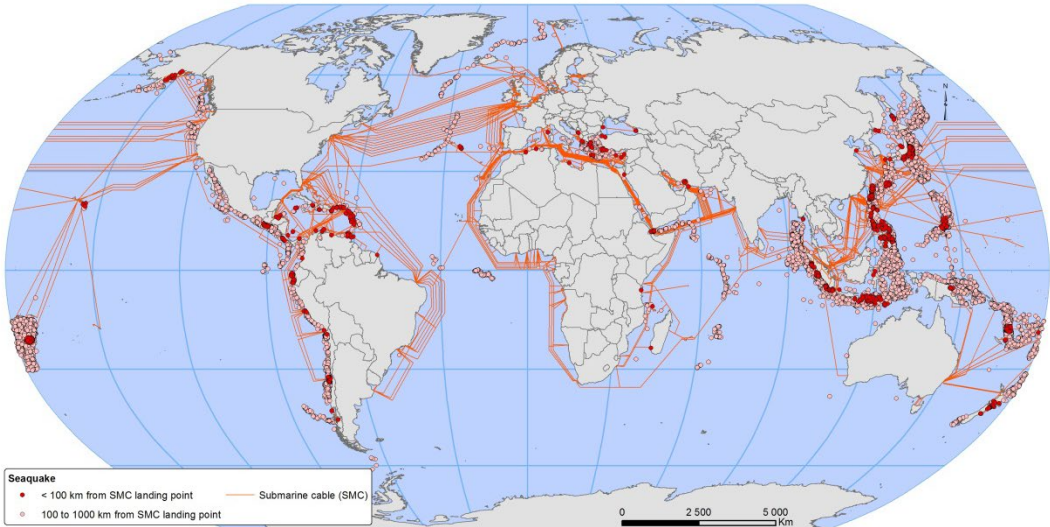 N
Seaquake
< 100 km from SMC landing point
Submarine cable (SMC)
100 to 1000 km from SMC landing point
0 2 500 5 000
Km